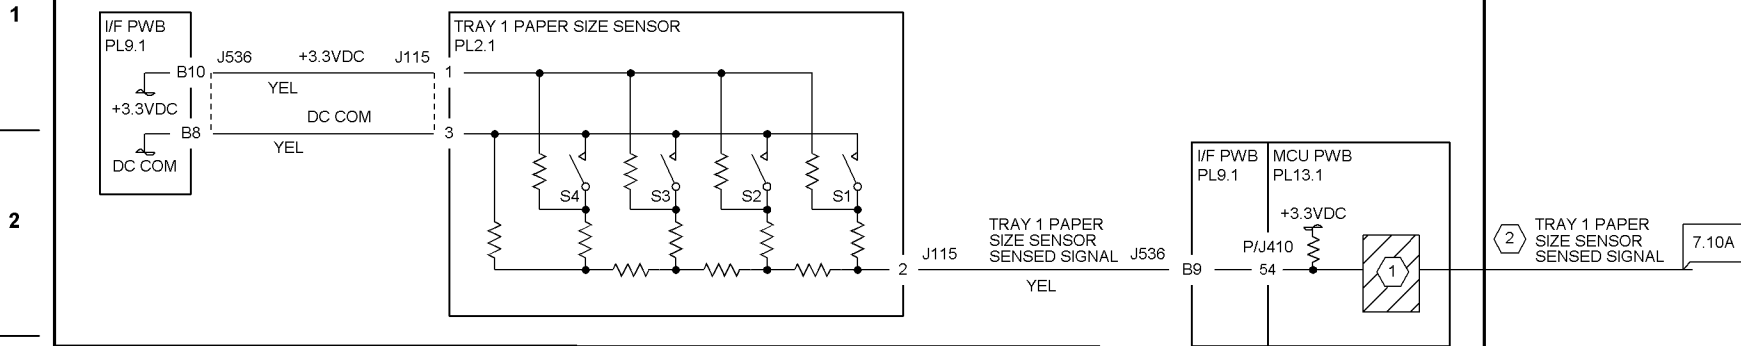 1
2
I/F PWB
PL9.1
B10
+3.3VDC
B8
DC COM
J536
+3.3VDC
J115
YEL
DC COM
YEL
TRAY 1 PAPER SIZE SENSOR
PL2.1
1
3
S4
S3
S2
S1
2
J115
TRAY 1 PAPER
SIZE SENSOR
SENSED SIGNAL
J536
YEL
I/F PWB
PL9.1
B9
MCU PWB
PL13.1
+3.3VDC
P/J410
54
1
2
TRAY 1 PAPER
SIZE SENSOR
SENSED SIGNAL
7.10A